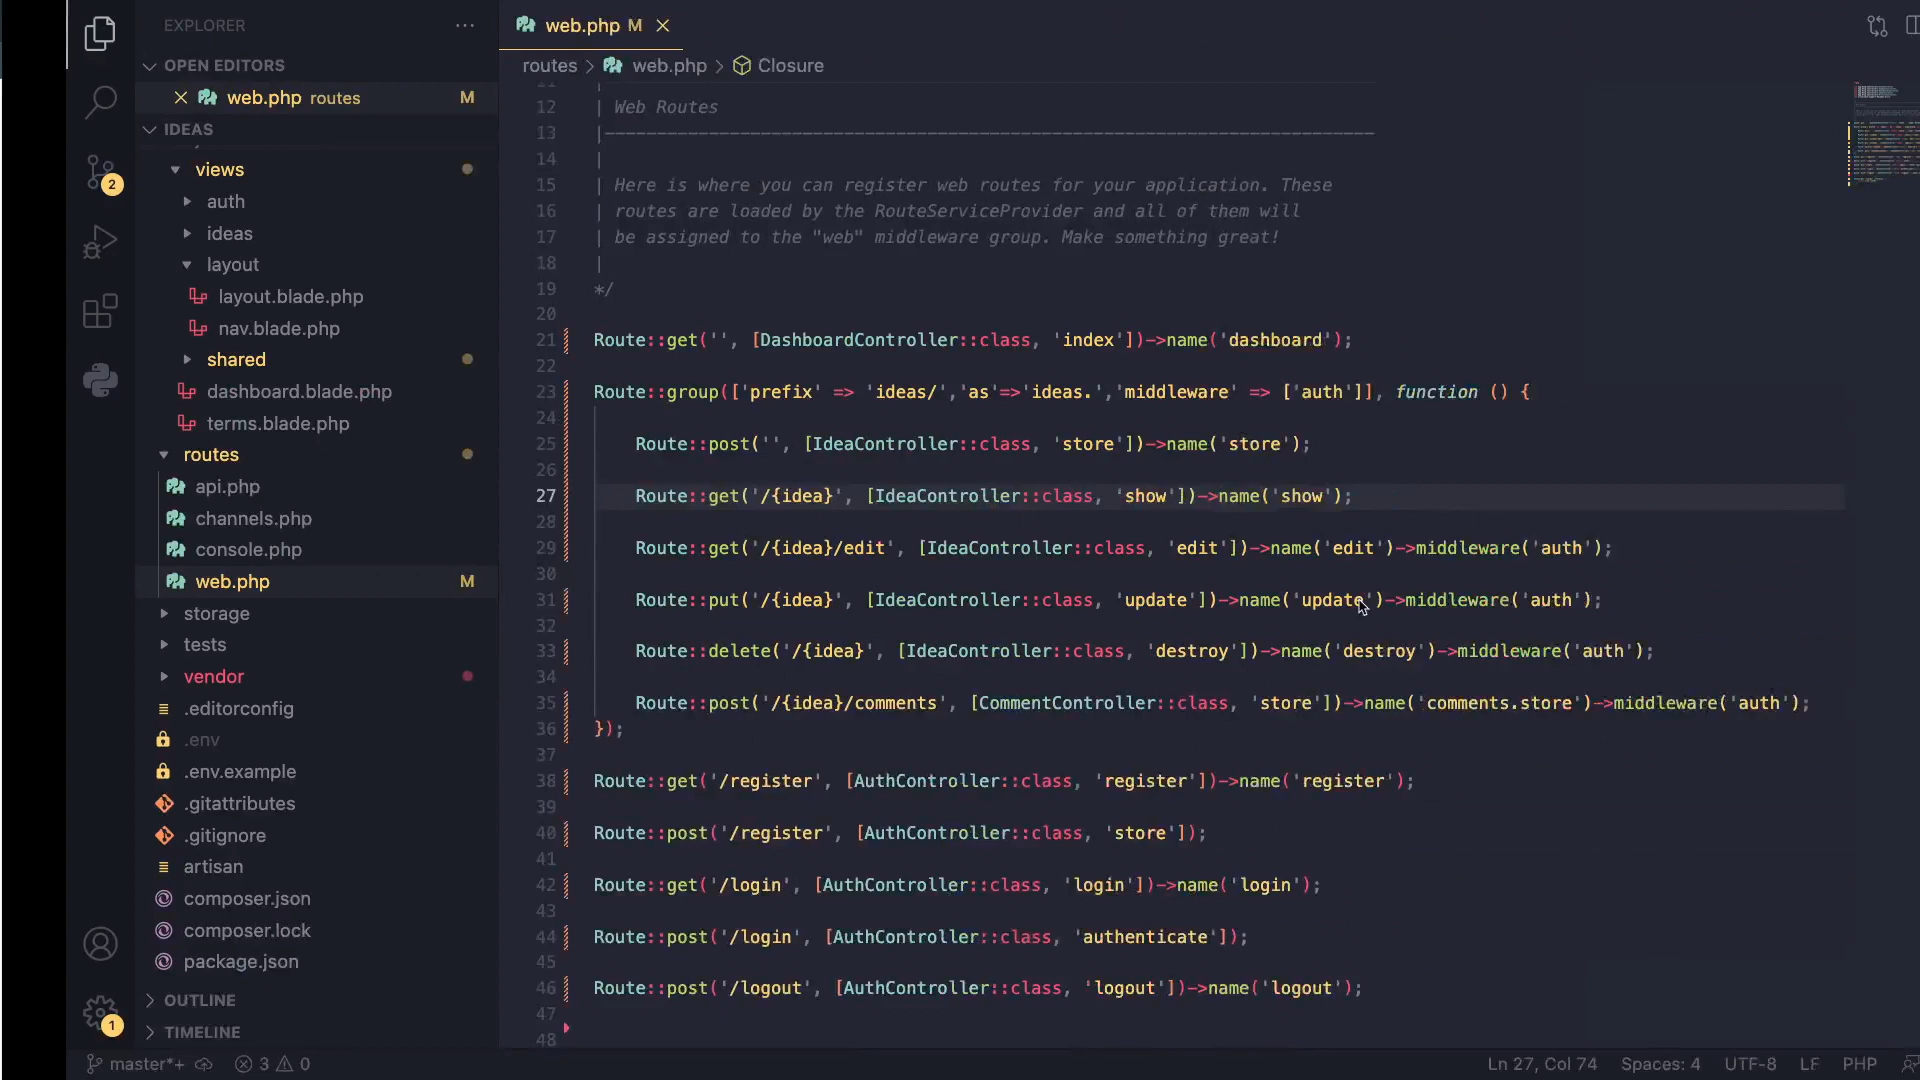 EXPLORER
OPEN EDITORS
web.php routes M
IDEAS
views
auth
ideas
layout
layout.blade.php
nav.blade.php
shared
dashboard.blade.php
terms.blade.php
routes
api.php
channels.php
console.php
web.php M
storage
tests
vendor
.editorconfig
.env
.env.example
.gitattributes
.gitignore
artisan
composer.json
composer.lock
package.json
OUTLINE
TIMELINE
2
1
web.php M
routes > web.php > Closure
12 | Web Routes
13 |--------------------------------------------------------------------------
14 |
15 | Here is where you can register web routes for your application. These
16 | routes are loaded by the RouteServiceProvider and all of them will
17 | be assigned to the "web" middleware group. Make something great!
18 |
19 */
20
21 Route::get('', [DashboardController::class, 'index'])->name('dashboard');
22
23 Route::group(['prefix' => 'ideas/','as'=>'ideas.','middleware' => ['auth']], function () {
24
25 Route::post('', [IdeaController::class, 'store'])->name('store');
26
27 Route::get('/{idea}', [IdeaController::class, 'show'])->name('show');
28
29 Route::get('/{idea}/edit', [IdeaController::class, 'edit'])->name('edit')->middleware('auth');
30
31 Route::put('/{idea}', [IdeaController::class, 'update'])->name('update')->middleware('auth');
32
33 Route::delete('/{idea}', [IdeaController::class, 'destroy'])->name('destroy')->middleware('auth');
34
35 Route::post('/{idea}/comments', [CommentController::class, 'store'])->name('comments.store')->middleware('auth');
36 });
37
38 Route::get('/register', [AuthController::class, 'register'])->name('register');
39
40 Route::post('/register', [AuthController::class, 'store']);
41
42 Route::get('/login', [AuthController::class, 'login'])->name('login');
43
44 Route::post('/login', [AuthController::class, 'authenticate']);
45
46 Route::post('/logout', [AuthController::class, 'logout'])->name('logout');
47
48
master*+ 3 0 Ln 27, Col 74 Spaces: 4 UTF-8 LF PHP